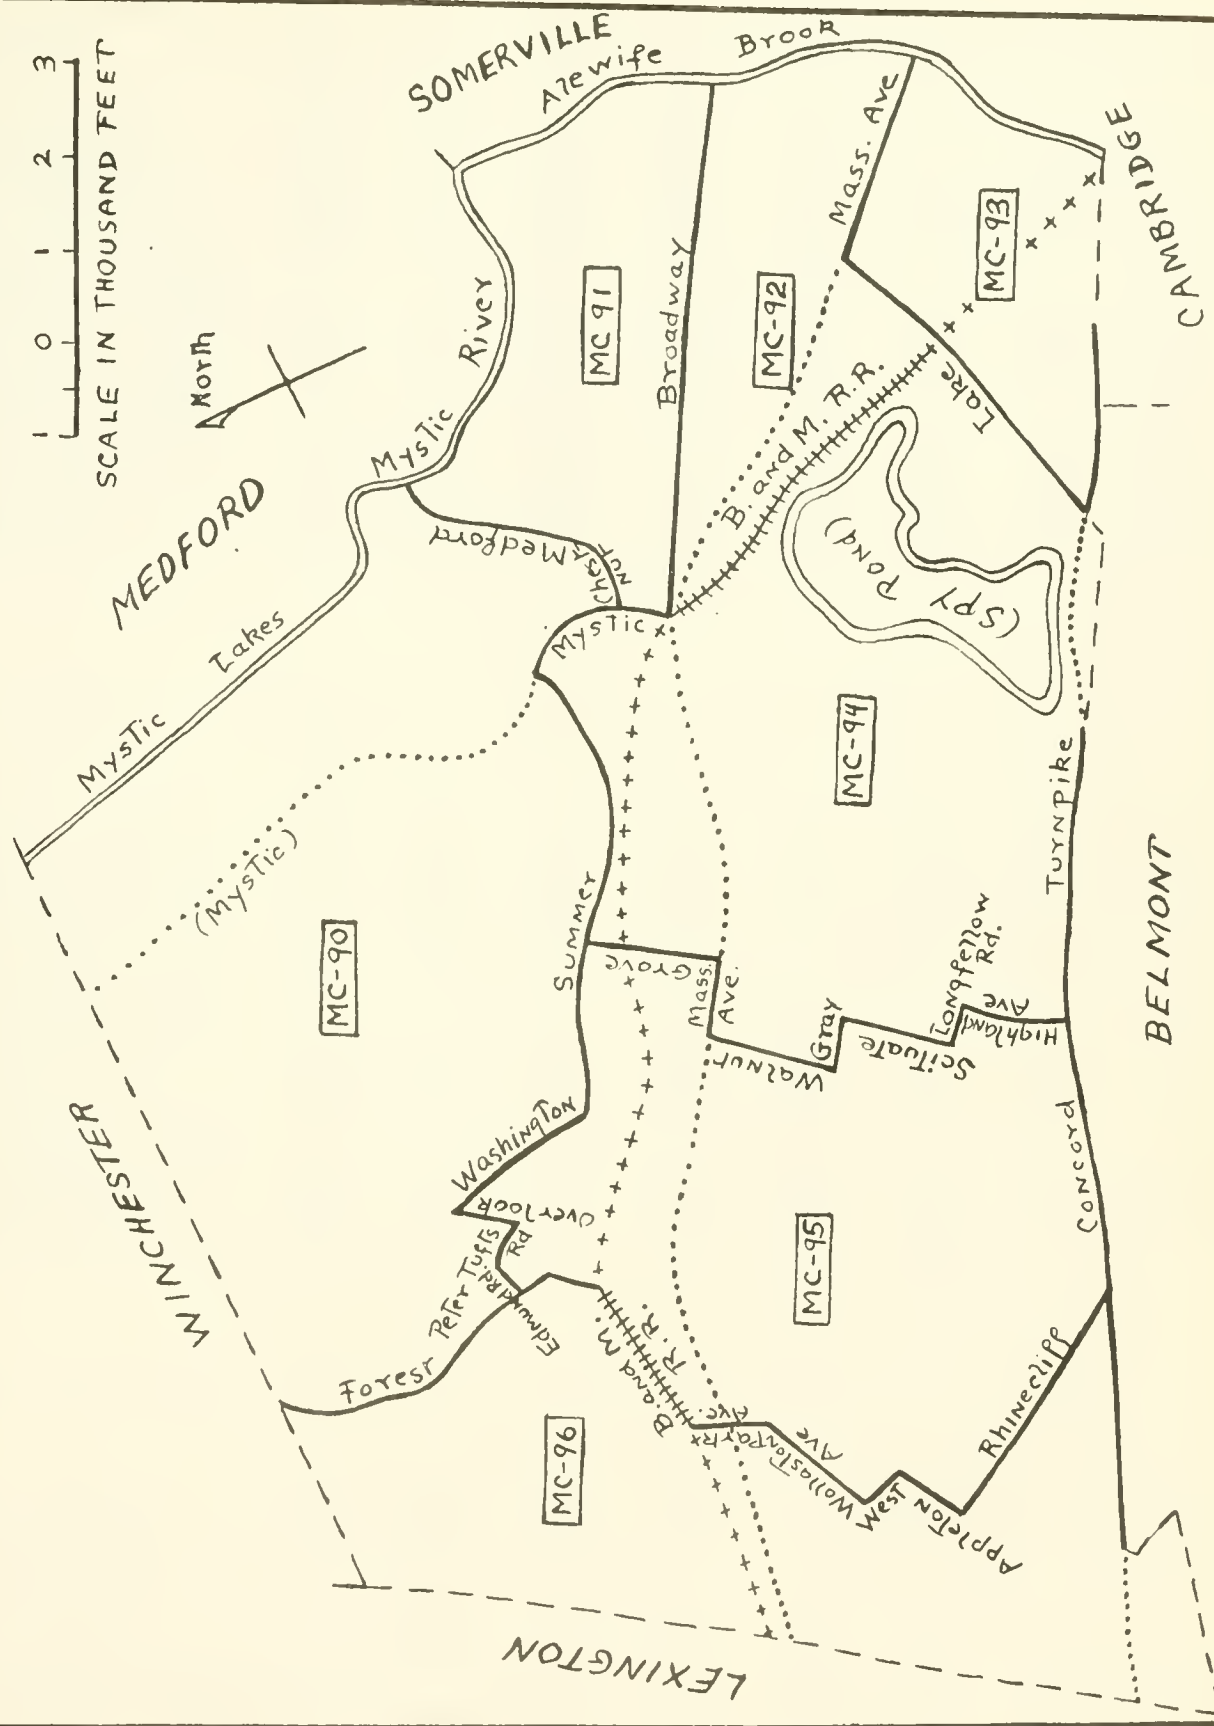 3
2
1
0
1
SCALE IN THOUSAND FEET
North
SOMERVILLE
Alewife Brook
MEDFORD
Mystic River
Mystic Lakes
CAMBRIDGE
Mass. Ave
MC-93
MC 91
Broadway
MC-92
B. and M. R.R.
Lake
(Spy Pond)
Medford
Chest
nut
Mystic
(Mystic)
MC-90
Summer
Grove
Mass.
Ave.
MC-94
Turnpike
BELMONT
Longfellow
Rd.
Highland
Ave
Scituate
Gray
Walnut
Concord
WINCHESTER
Washington
Overlook
Rd
Peter Tufts
Edmund Rd.
Forest
B. and M.
R. R.
MC-95
Park
Ave.
Wollaston
Ave
West
Appleton
Rhinecliff
MC-96
LEXINGTON